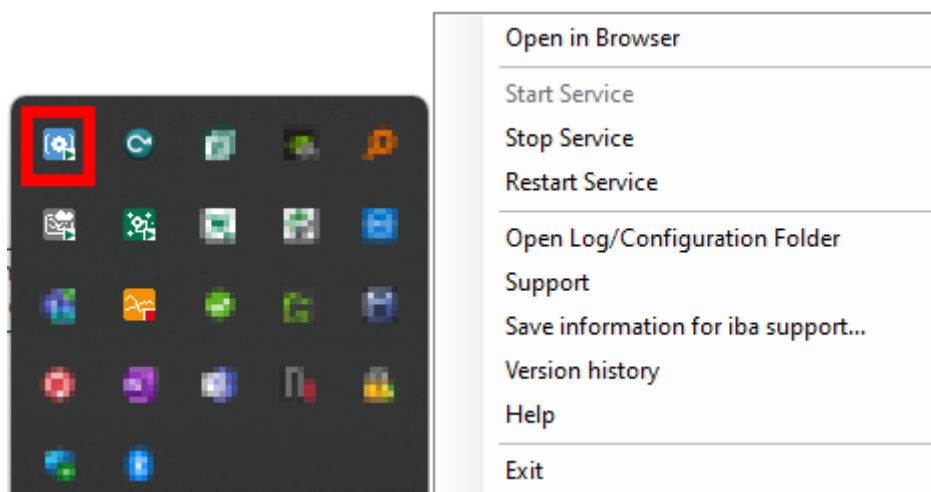 Open in Browser
Start Service
Stop Service
Restart Service
Open Log/Configuration Folder
Support
Save information for iba support...
Version history
Help
Exit